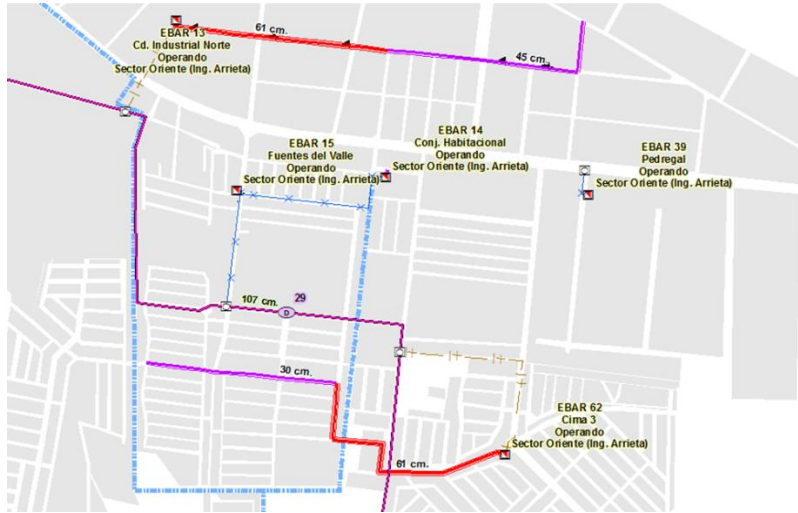 61 cm.
EBAR 13
Cd. Industrial Norte
Operando
Sector Oriente (Ing. Arrieta)
45 cm.
EBAR 14
Conj. Habitacional
Operando
Sector Oriente (Ing. Arrieta)
EBAR 15
Fuentes del Valle
Operando
Sector Oriente (Ing. Arrieta)
EBAR 39
Pedregal
Operando
Sector Oriente (Ing. Arrieta)
107 cm.
29
D
30 cm.
EBAR 62
Cima 3
Operando
Sector Oriente (Ing. Arrieta)
61 cm.